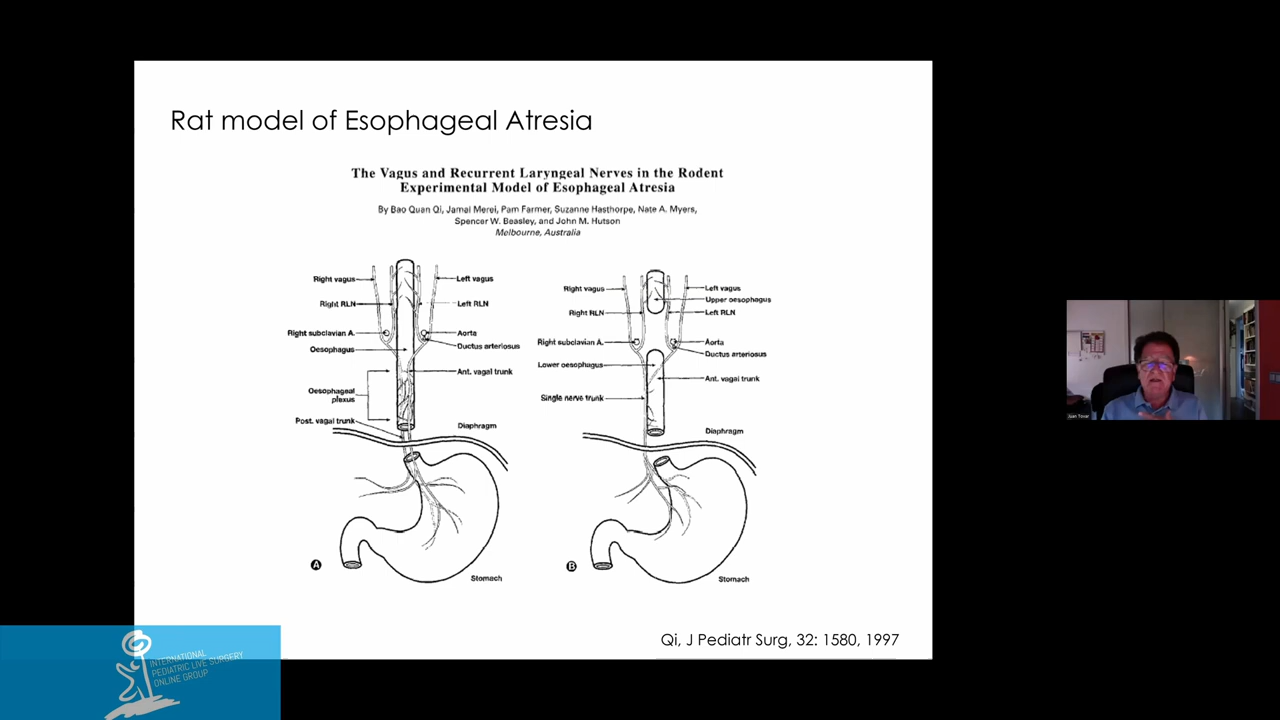 Rat model of Esophageal Atresia
The Vagus and Recurrent Laryngeal Nerves in the Rodent
Experimental Model of Esophageal Atresia
By Bao Quan Qi, Jamal Merei, Pam Farmer, Suzanne Hasthorpe, Nate A. Myers,
Spencer W. Beasley, and John M. Hutson
Melbourne, Australia
Right vagus
Left vagus
Right RLN
Left RLN
Right subclavian A.
Aorta
Ductus arteriosus
Oesophagus
Ant. vagal trunk
Oesophageal
plexus
Post. vagal trunk
Diaphragm
Stomach
A
Right vagus
Left vagus
Upper oesophagus
Right RLN
Left RLN
Right subclavian A.
Aorta
Ductus arteriosus
Lower oesophagus
Ant. vagal trunk
Single nerve trunk
Diaphragm
Stomach
B
Qi, J Pediatr Surg, 32: 1580, 1997
INTERNATIONAL
PEDIATRIC LIVE SURGERY
ONLINE GROUP